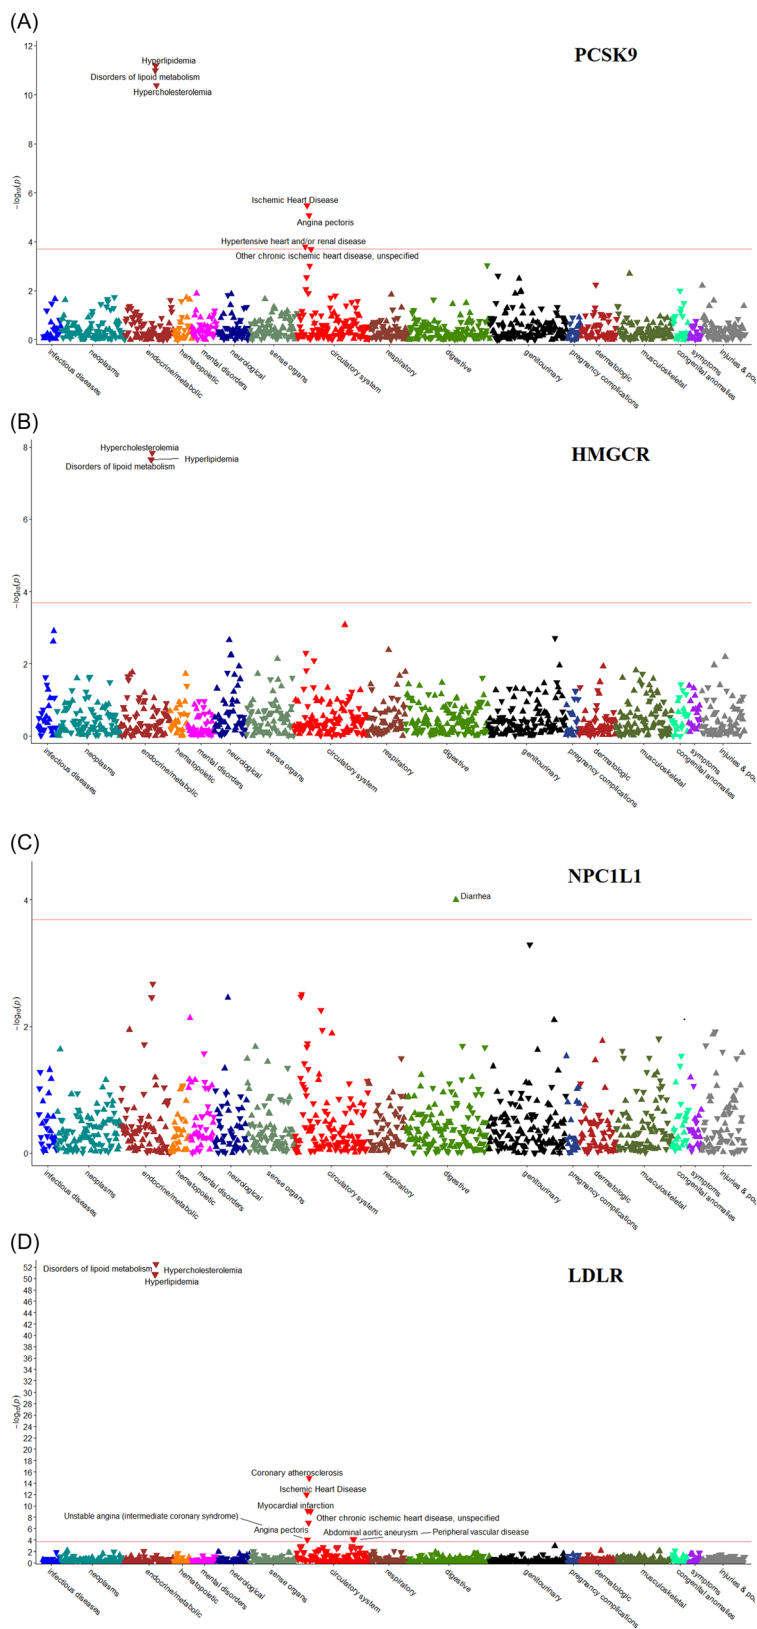 (A)
PCSK9
12
10
8
6
4
2
0
−log₁₀(p)
Hyperlipidemia
Disorders of lipoid metabolism
Hypercholesterolemia
Ischemic Heart Disease
Angina pectoris
Hypertensive heart and/or renal disease
Other chronic ischemic heart disease, unspecified
infectious diseases
neoplasms
endocrine/metabolic
hematopoietic
mental disorders
neurological
sense organs
circulatory system
respiratory
digestive
genitourinary
pregnancy complications
dermatologic
musculoskeletal
congenital anomalies
symptoms
injuries & poi
(B)
HMGCR
8
6
4
2
0
−log₁₀(p)
Hypercholesterolemia
Hyperlipidemia
Disorders of lipoid metabolism
infectious diseases
neoplasms
endocrine/metabolic
hematopoietic
mental disorders
neurological
sense organs
circulatory system
respiratory
digestive
genitourinary
pregnancy complications
dermatologic
musculoskeletal
congenital anomalies
symptoms
injuries & poi
(C)
NPC1L1
4
2
0
−log₁₀(p)
Diarrhea
infectious diseases
neoplasms
endocrine/metabolic
hematopoietic
mental disorders
neurological
sense organs
circulatory system
respiratory
digestive
genitourinary
pregnancy complications
dermatologic
musculoskeletal
congenital anomalies
symptoms
injuries & poi
(D)
LDLR
52
50
48
46
44
42
40
38
36
34
32
30
28
26
24
22
20
18
16
14
12
10
8
6
4
2
0
−log₁₀(p)
Disorders of lipoid metabolism
Hypercholesterolemia
Hyperlipidemia
Coronary atherosclerosis
Ischemic Heart Disease
Myocardial infarction
Unstable angina (intermediate coronary syndrome)
Other chronic ischemic heart disease, unspecified
Angina pectoris
Abdominal aortic aneurysm
Peripheral vascular disease
infectious diseases
neoplasms
endocrine/metabolic
hematopoietic
mental disorders
neurological
sense organs
circulatory system
respiratory
digestive
genitourinary
pregnancy complications
dermatologic
musculoskeletal
congenital anomalies
symptoms
injuries & poi